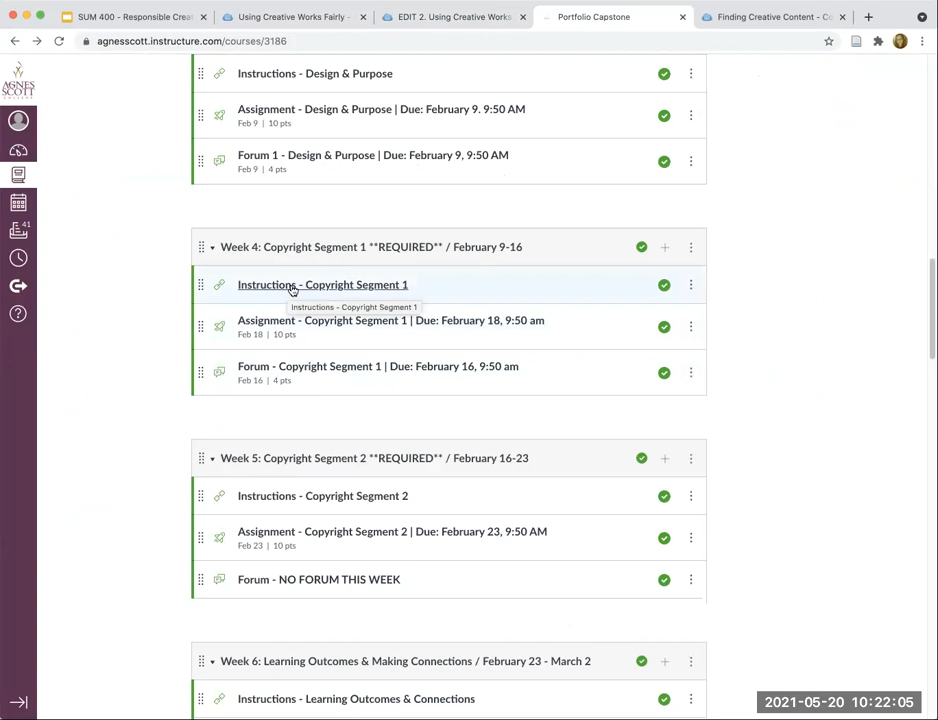 SUM 400 - Responsible Crea
Using Creative Works Fairly -
EDIT 2. Using Creative Works
Portfolio Capstone
Finding Creative Content - Co
agnesscott.instructure.com/courses/3186
AGNES
SCOTT
COLLEGE
41
Instructions - Design & Purpose
Assignment - Design & Purpose | Due: February 9. 9:50 AM
Feb 9 | 10 pts
Forum 1 - Design & Purpose | Due: February 9, 9:50 AM
Feb 9 | 4 pts
Week 4: Copyright Segment 1 **REQUIRED** / February 9-16
Instructions - Copyright Segment 1
Instructions - Copyright Segment 1
Assignment - Copyright Segment 1 | Due: February 18, 9:50 am
Feb 18 | 10 pts
Forum - Copyright Segment 1 | Due: February 16, 9:50 am
Feb 16 | 4 pts
Week 5: Copyright Segment 2 **REQUIRED** / February 16-23
Instructions - Copyright Segment 2
Assignment - Copyright Segment 2 | Due: February 23, 9:50 AM
Feb 23 | 10 pts
Forum - NO FORUM THIS WEEK
Week 6: Learning Outcomes & Making Connections / February 23 - March 2
Instructions - Learning Outcomes & Connections
2021-05-20 10:22:05